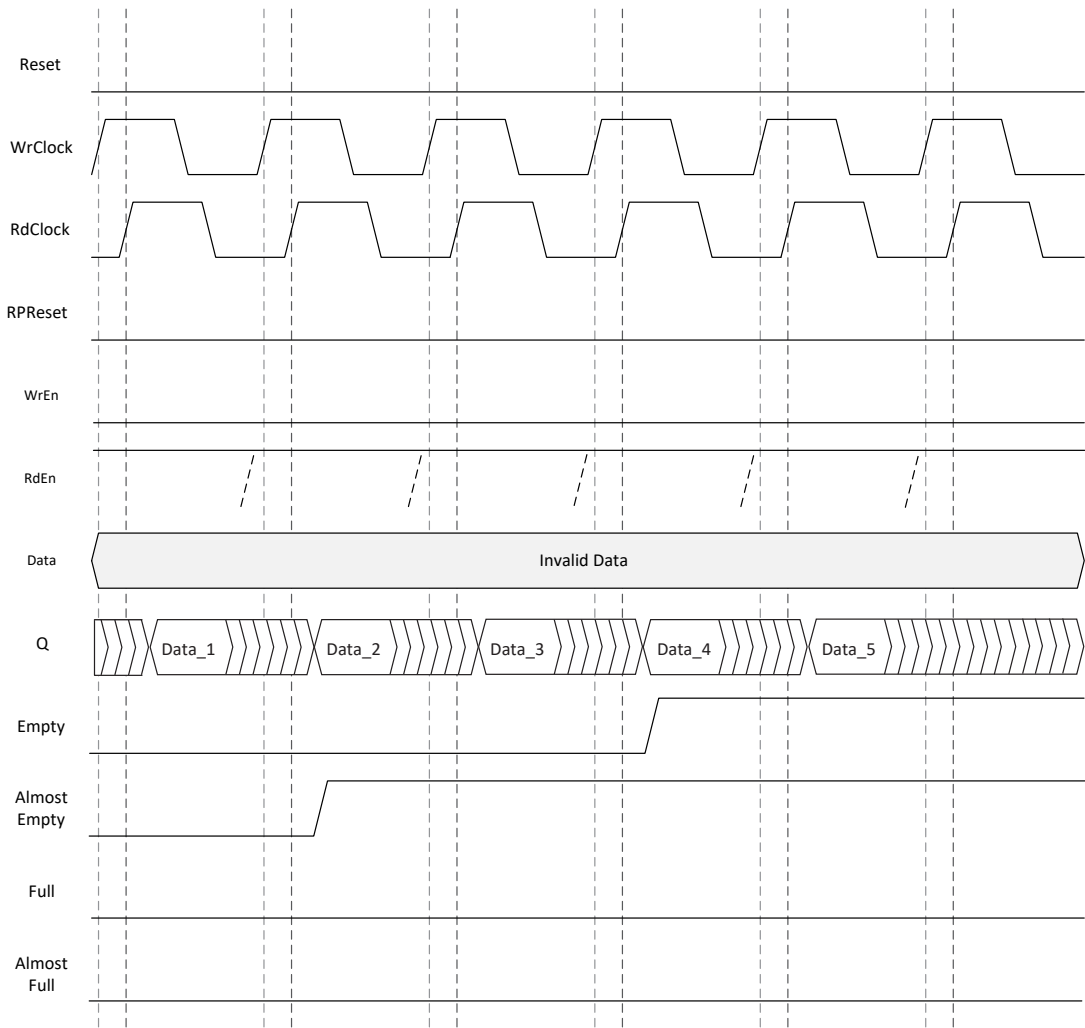 Reset
WrClock
RdClock
RPReset
WrEn
RdEn
Data
Invalid Data
Q
Data_1
Data_2
Data_3
Data_4
Data_5
Empty
Almost
Empty
Full
Almost
Full